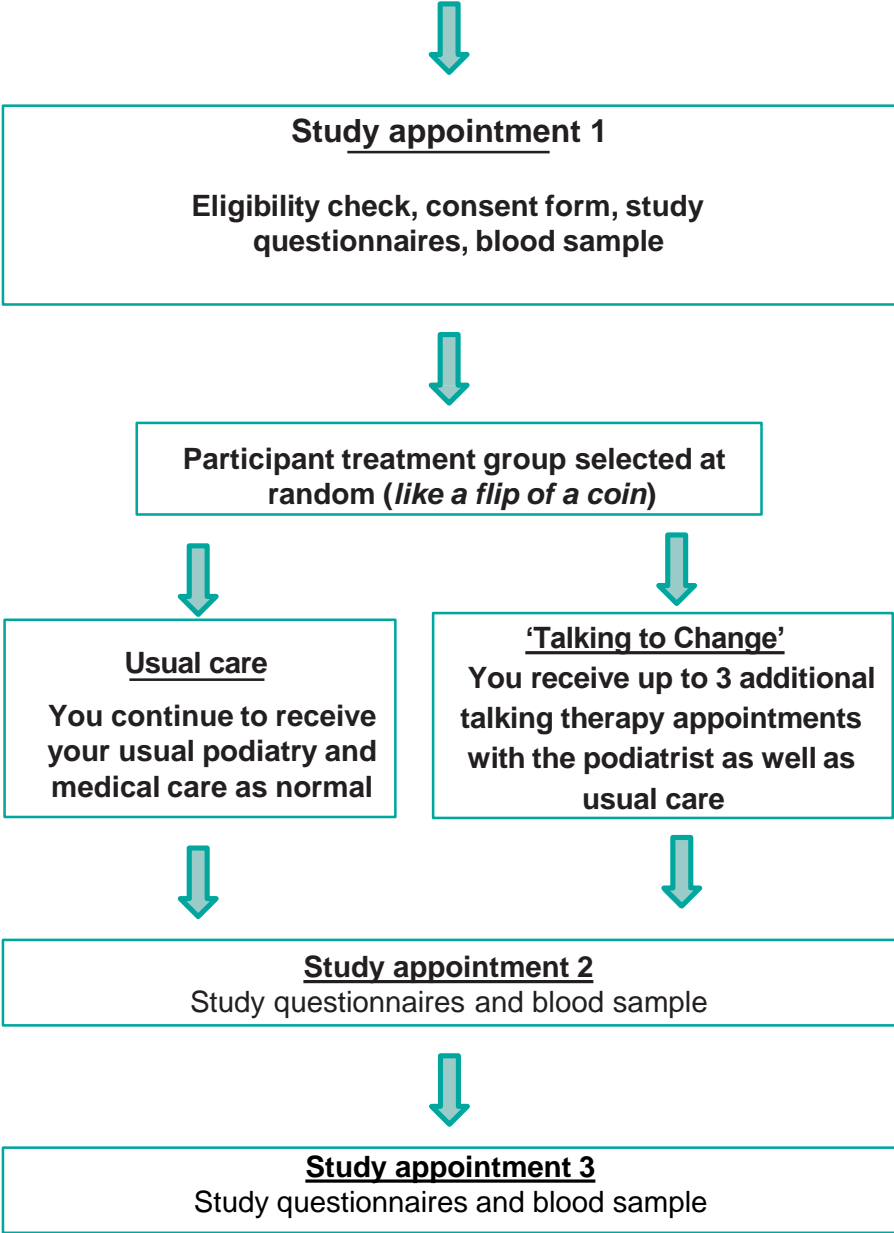 Study appointment 1
Eligibility check, consent form, study
questionnaires, blood sample
Participant treatment group selected at
random (like a flip of a coin)
Usual care
You continue to receive
your usual podiatry and
medical care as normal
‘Talking to Change’
You receive up to 3 additional
talking therapy appointments
with the podiatrist as well as
usual care
Study appointment 2
Study questionnaires and blood sample
Study appointment 3
Study questionnaires and blood sample